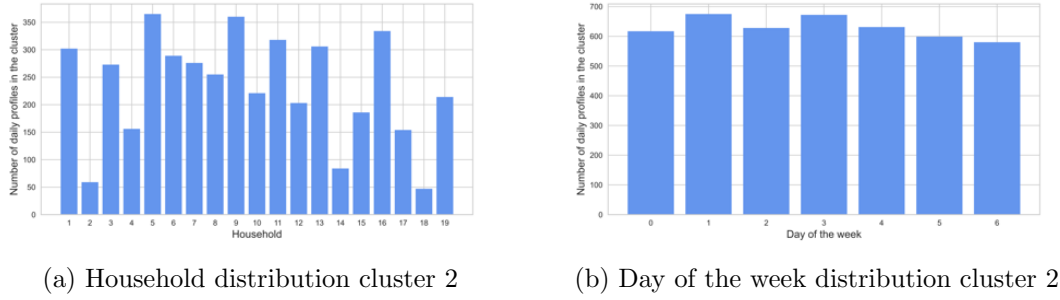 350
300
250
200
150
100
50
0
Number of daily profiles in the cluster
1 2 3 4 5 6 7 8 9 10 11 12 13 14 15 16 17 18 19
Household
(a) Household distribution cluster 2
700
600
500
400
300
200
100
0
Number of daily profiles in the cluster
0 1 2 3 4 5 6
Day of the week
(b) Day of the week distribution cluster 2